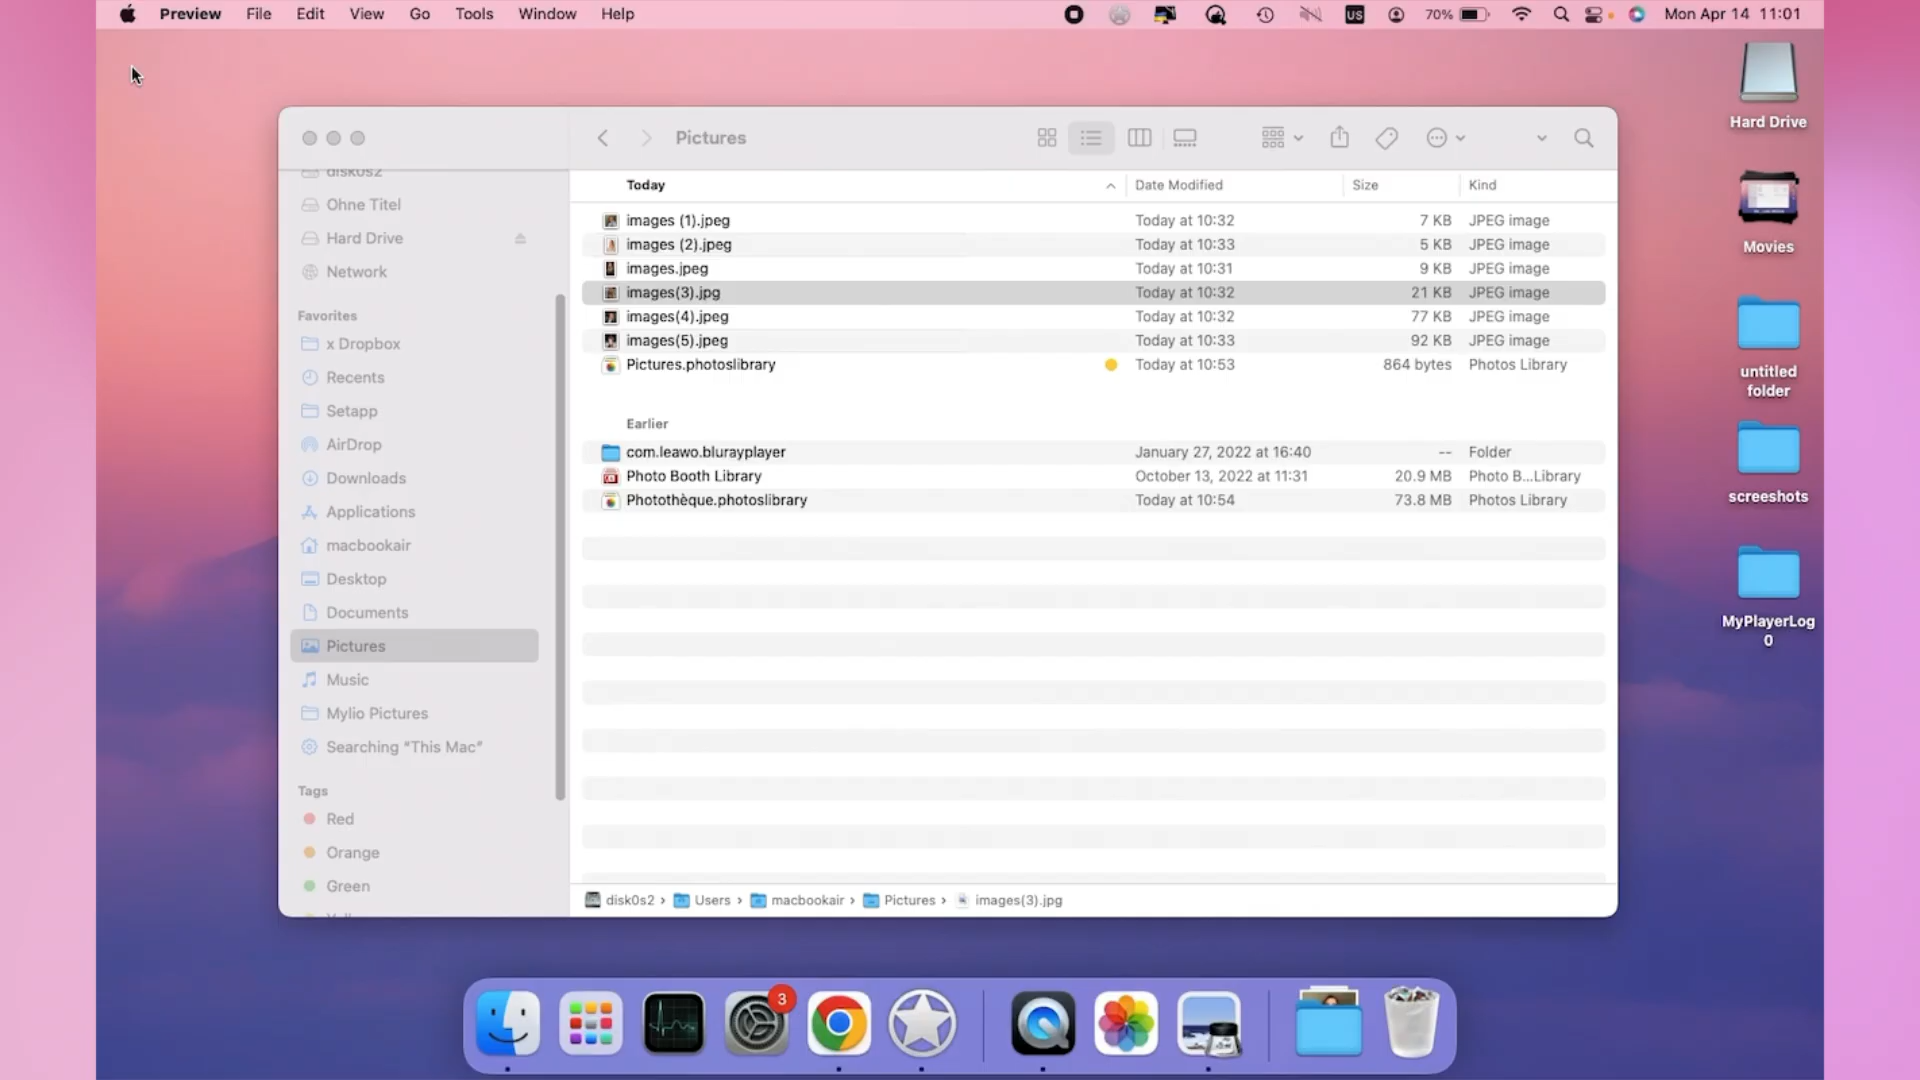 Preview File Edit View Go Tools Window Help US 70% Mon Apr 14 11:01
Hard Drive
Movies
untitled
folder
screeshots
MyPlayerLog
0
Pictures
disk0s2
Ohne Titel
Hard Drive
Network
Favorites
x Dropbox
Recents
Setapp
AirDrop
Downloads
Applications
macbookair
Desktop
Documents
Pictures
Music
Mylio Pictures
Searching "This Mac"
Tags
Red
Orange
Green
Today Date Modified Size Kind
images (1).jpeg Today at 10:32 7 KB JPEG image
images (2).jpeg Today at 10:33 5 KB JPEG image
images.jpeg Today at 10:31 9 KB JPEG image
images(3).jpg Today at 10:32 21 KB JPEG image
images(4).jpeg Today at 10:32 77 KB JPEG image
images(5).jpeg Today at 10:33 92 KB JPEG image
Pictures.photoslibrary Today at 10:53 864 bytes Photos Library
Earlier
com.leawo.blurayplayer January 27, 2022 at 16:40 -- Folder
Photo Booth Library October 13, 2022 at 11:31 20.9 MB Photo B...Library
Photothèque.photoslibrary Today at 10:54 73.8 MB Photos Library
disk0s2 › Users › macbookair › Pictures › images(3).jpg
3